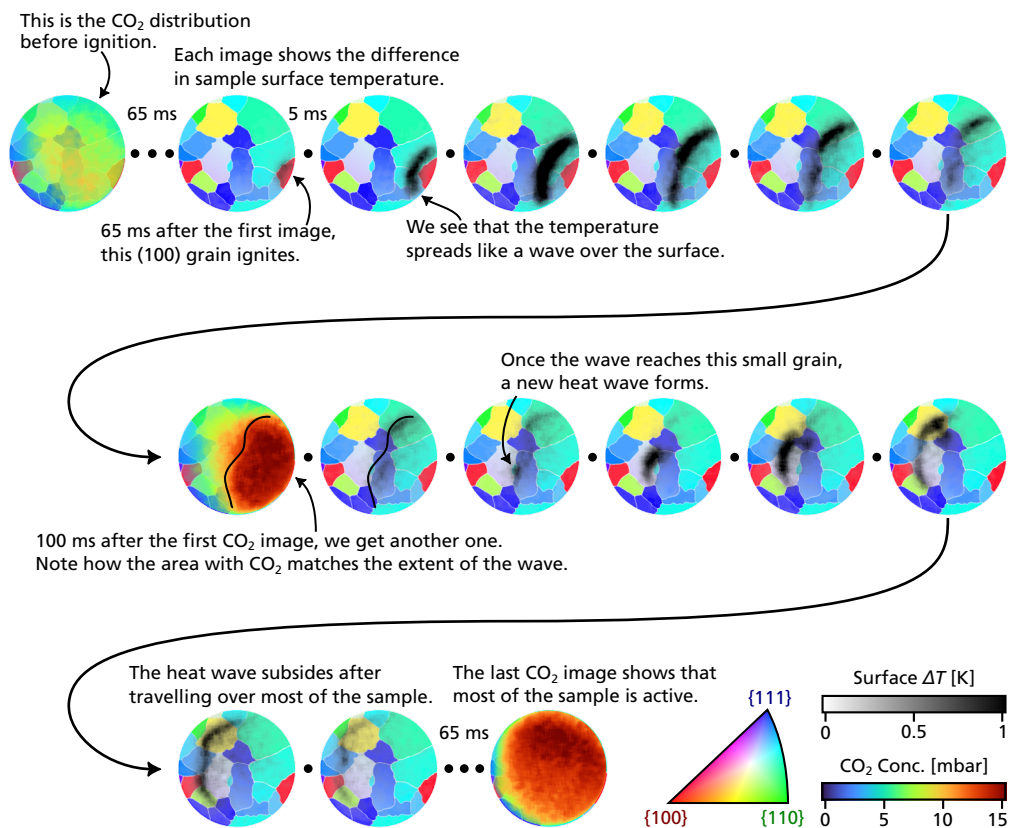 This is the CO₂ distribution
before ignition.
Each image shows the difference
in sample surface temperature.
65 ms
5 ms
65 ms after the first image,
this (100) grain ignites.
We see that the temperature
spreads like a wave over the surface.
Once the wave reaches this small grain,
a new heat wave forms.
100 ms after the first CO₂ image, we get another one.
Note how the area with CO₂ matches the extent of the wave.
The heat wave subsides after
travelling over most of the sample.
The last CO₂ image shows that
most of the sample is active.
65 ms
{111}
{100}
{110}
Surface ΔT [K]
0 0.5 1
CO₂ Conc. [mbar]
0 5 10 15